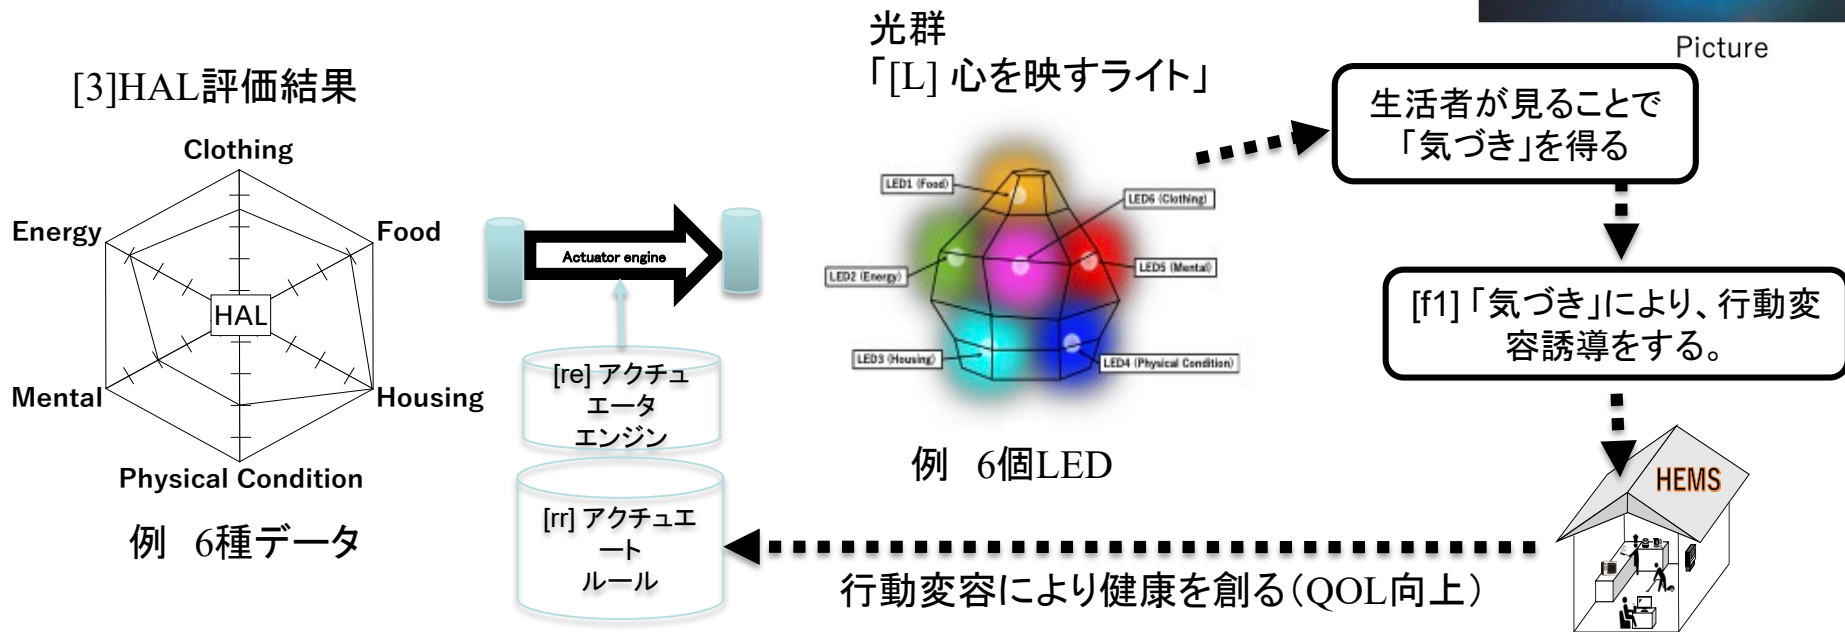 Picture
[3]HAL評価結果
Clothing
Energy
Food
HAL
Mental
Housing
Physical Condition
例 6種データ
Actuator engine
[re] アクチュ
エータ
エンジン
[rr] アクチュエ
ート
ルール
光群
「[L] 心を映すライト」
LED1 (Food)
LED6 (Clothing)
LED2 (Energy)
LED5 (Mental)
LED3 (Housing)
LED4 (Physical Condition)
例 6個LED
生活者が見ることで
「気づき」を得る
[f1] 「気づき」により、行動変
容誘導をする。
HEMS
行動変容により健康を創る（QOL向上）